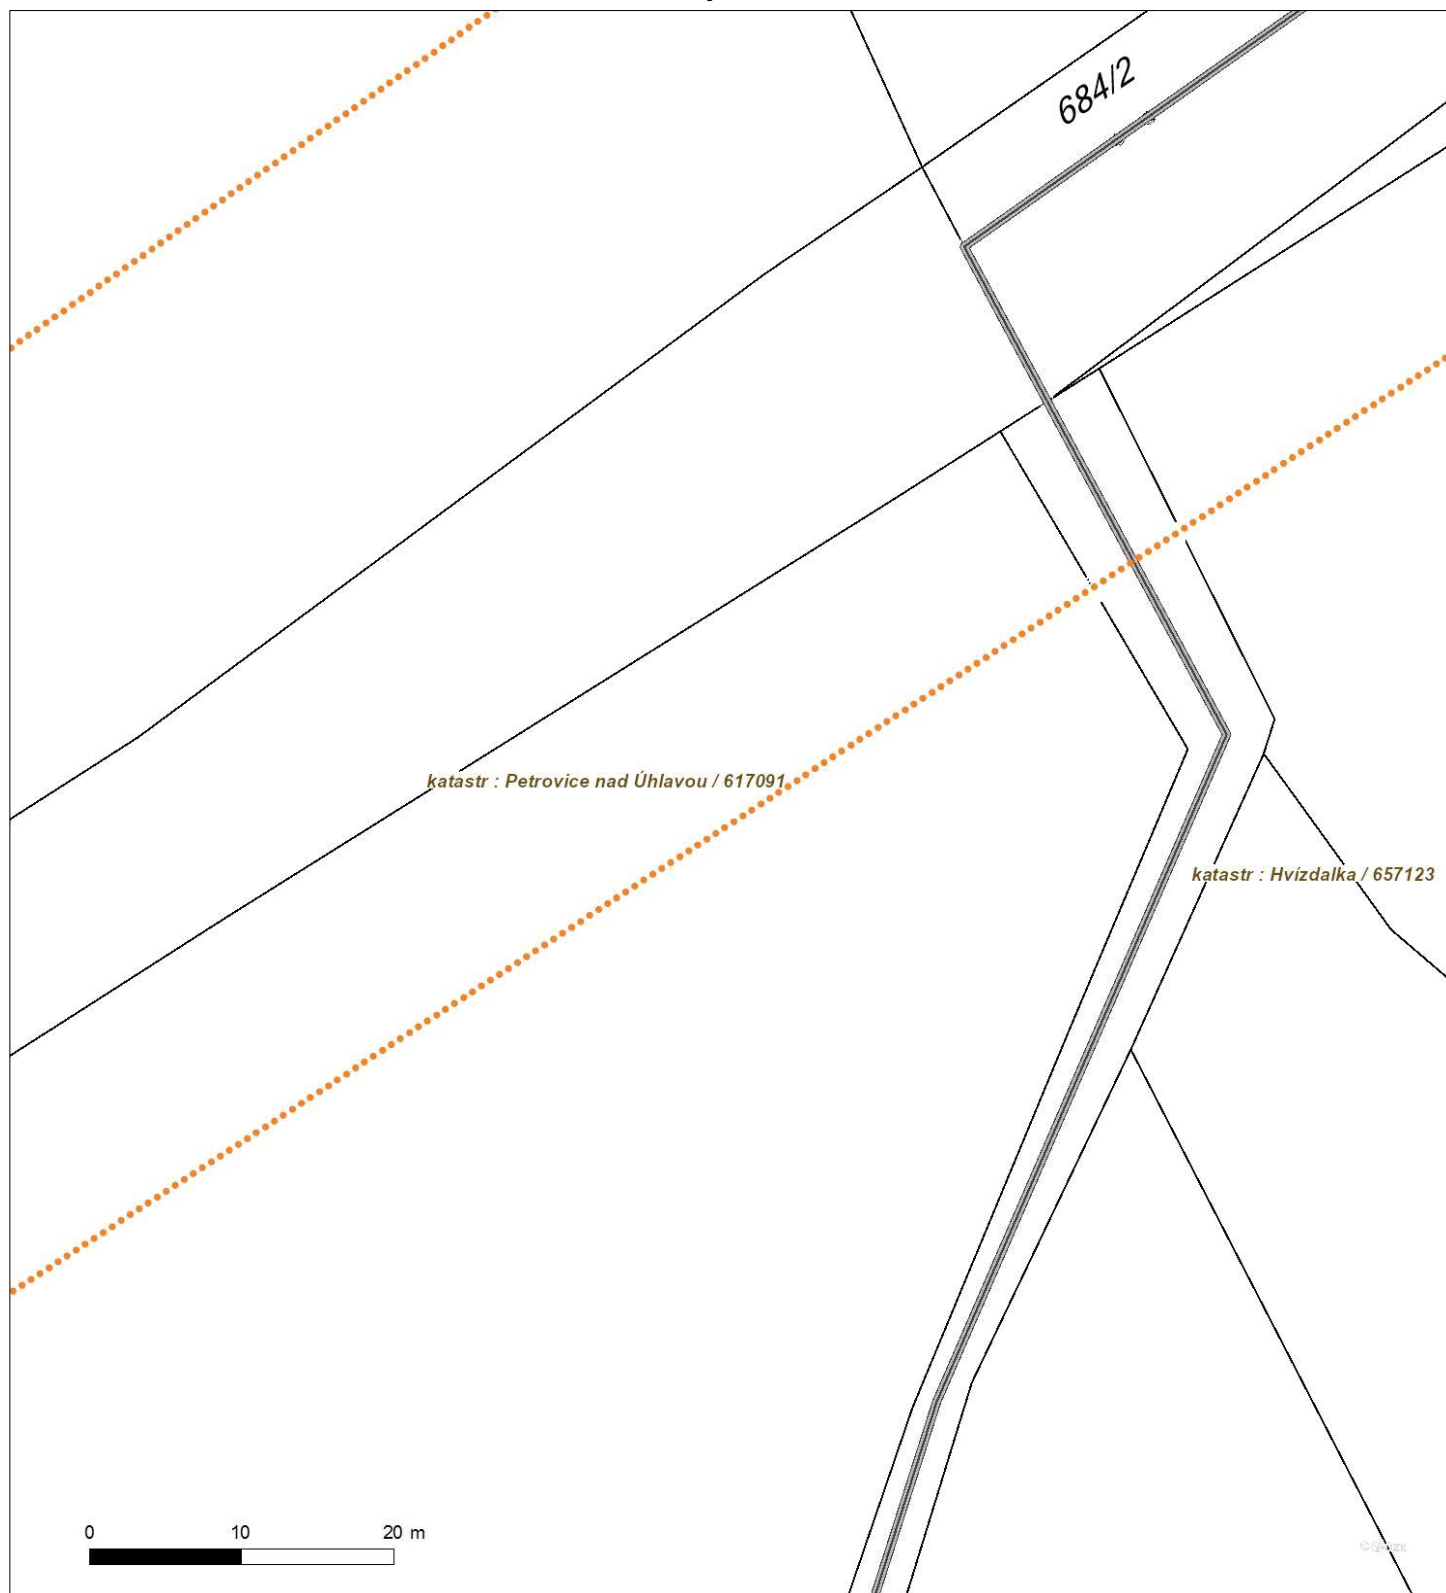 684/2
katastr : Petrovice nad Úhlavou / 617091
katastr : Hvízdalka / 657123
0 10 20 m